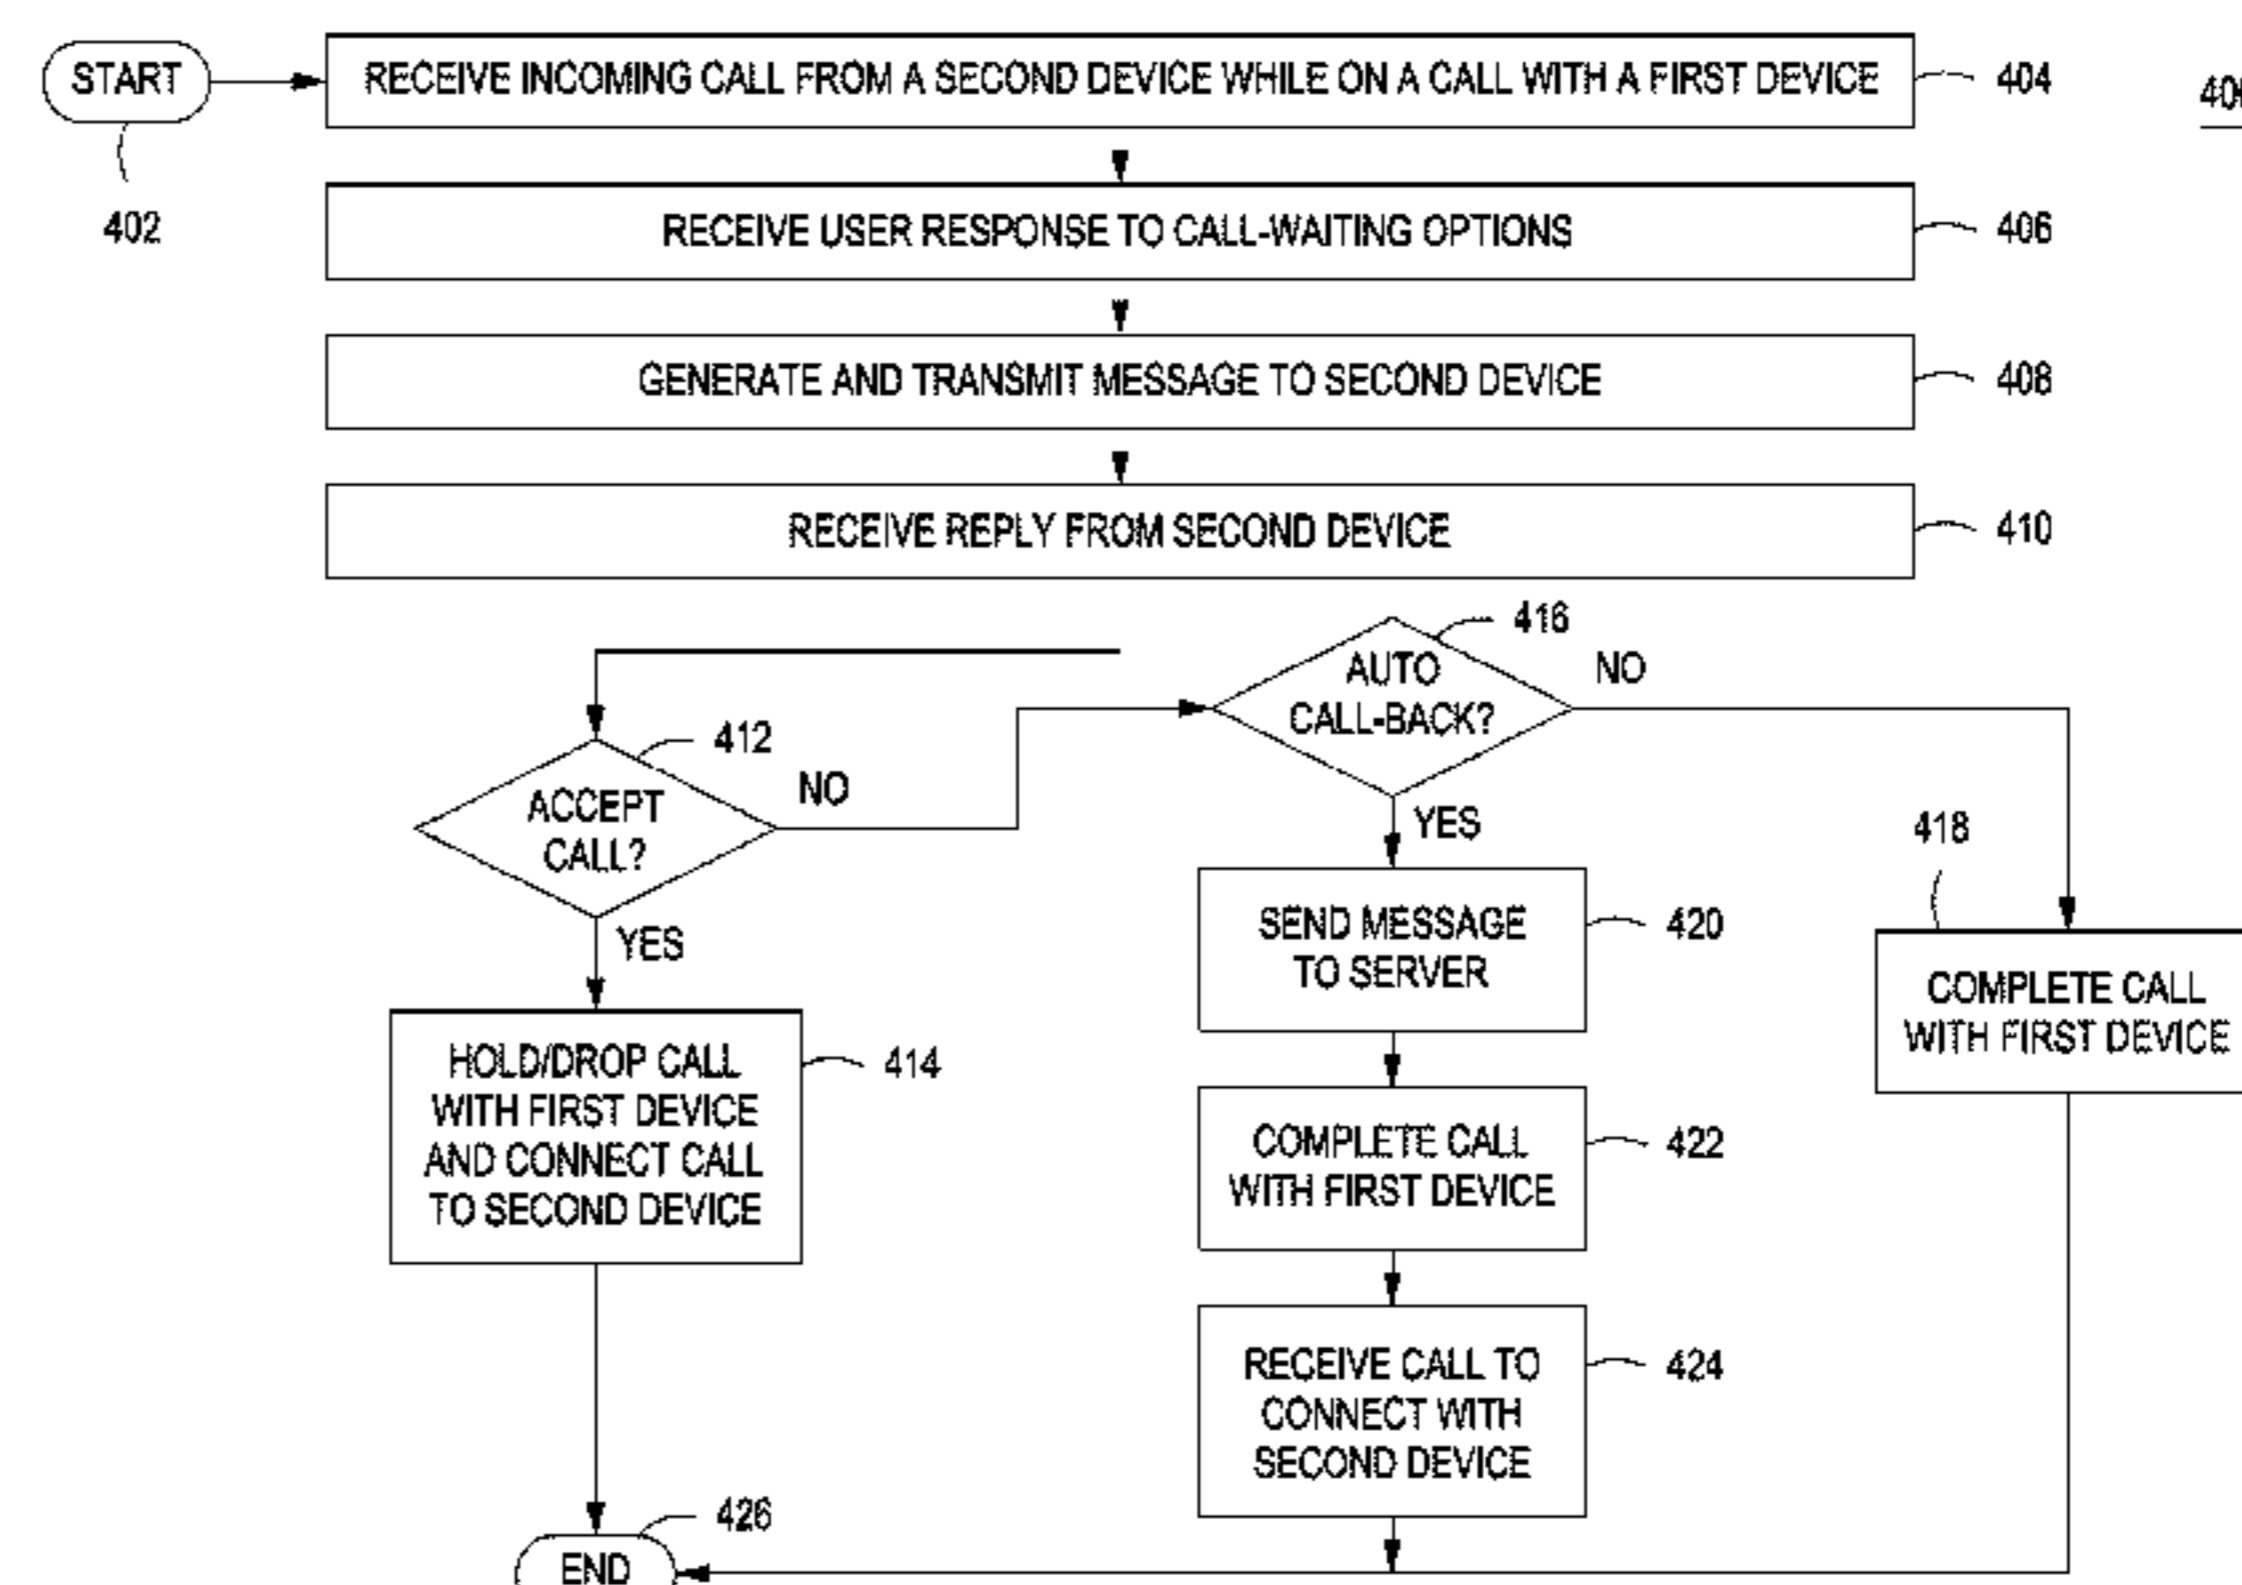 START
RECEIVE INCOMING CALL FROM A SECOND DEVICE WHILE ON A CALL WITH A FIRST DEVICE
404
402
RECEIVE USER RESPONSE TO CALL-WAITING OPTIONS
406
GENERATE AND TRANSMIT MESSAGE TO SECOND DEVICE
408
RECEIVE REPLY FROM SECOND DEVICE
410
416
AUTO
CALL-BACK?
NO
YES
412
ACCEPT
CALL?
NO
YES
418
COMPLETE CALL
WITH FIRST DEVICE
SEND MESSAGE
TO SERVER
420
HOLD/DROP CALL
WITH FIRST DEVICE
AND CONNECT CALL
TO SECOND DEVICE
414
COMPLETE CALL
WITH FIRST DEVICE
422
RECEIVE CALL TO
CONNECT WITH
SECOND DEVICE
424
426
END